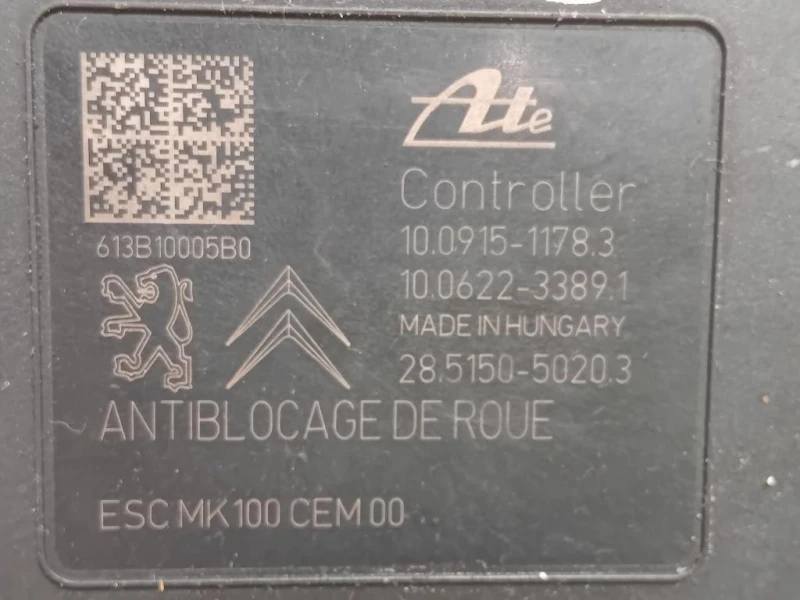 Ate
Controller
613B10005B0
10.0915-1178.3
10.0622-3389.1
MADE IN HUNGARY
28.5150-5020.3
ANTIBLOCAGE DE ROUE
ESC MK100 CEM 00